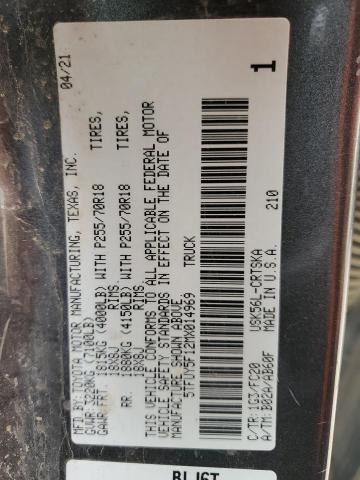 MFD BY:TOYOTA MOTOR MANUFACTURING, TEXAS, INC. 04/21
GVWR 3220KG (7100LB)
GAWR FRT. 1815KG (4000LB) WITH P255/70R18 TIRES,
18X8J RIMS,
RR. 1880KG (4150LB) WITH P255/70R18 TIRES,
18X8J RIMS,
THIS VEHICLE CONFORMS TO ALL APPLICABLE FEDERAL MOTOR
VEHICLE SAFETY STANDARDS IN EFFECT ON THE DATE OF
MANUFACTURE SHOWN ABOVE.
5TFDY5F12MX014969 TRUCK
1
USK56L-CRTSKA 210
C/TR:1G3/FC20
A/TM:B02A/AB60F MADE IN U.S.A.